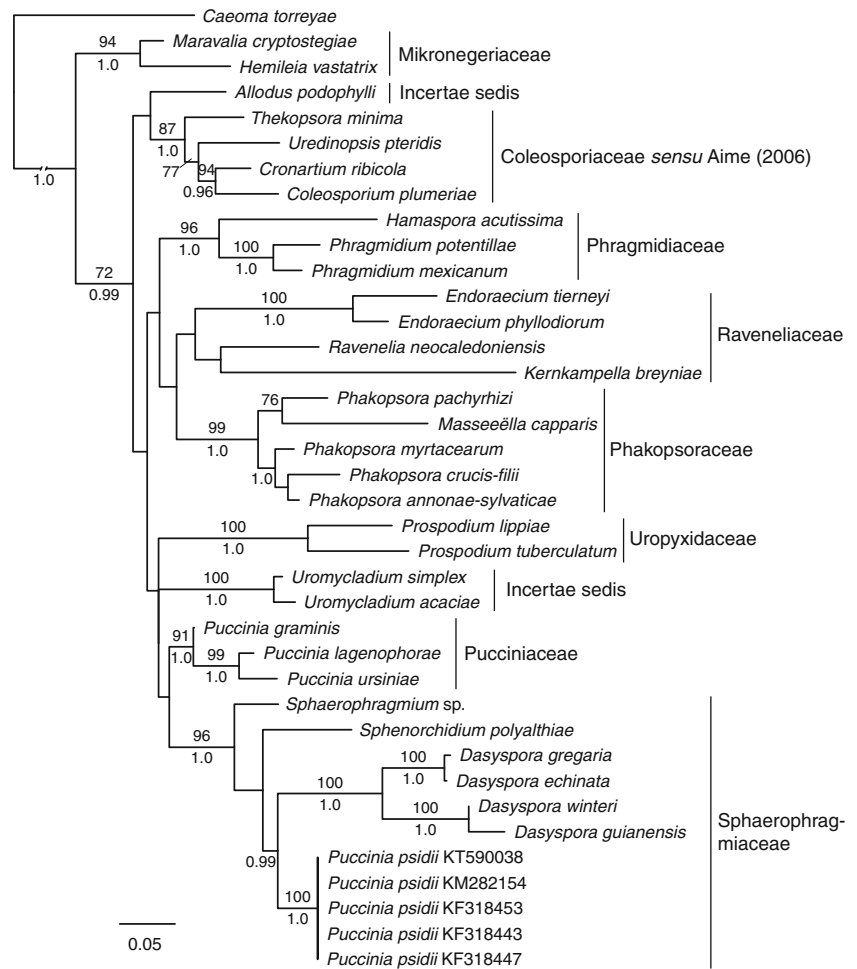 Caeoma torreyae
94
1.0
Maravalia cryptostegiae
Hemileia vastatrix
Mikronegeriaceae
1.0
Allodus podophylli
Incertae sedis
87
1.0
Thekopsora minima
77
Uredinopsis pteridis
94
0.96
Cronartium ribicola
Coleosporium plumeriae
Coleosporiaceae sensu Aime (2006)
72
0.99
96
1.0
Hamaspora acutissima
100
1.0
Phragmidium potentillae
Phragmidium mexicanum
Phragmidiaceae
100
1.0
Endoraecium tierneyi
Endoraecium phyllodiorum
Ravenelia neocaledoniensis
Kernkampella breyniae
Raveneliaceae
99
1.0
76
Phakopsora pachyrhizi
Masseeëlla capparis
Phakopsora myrtacearum
1.0
Phakopsora crucis-filii
Phakopsora annonae-sylvaticae
Phakopsoraceae
100
1.0
Prospodium lippiae
Prospodium tuberculatum
Uropyxidaceae
100
1.0
Uromycladium simplex
Uromycladium acaciae
Incertae sedis
91
1.0
Puccinia graminis
99
1.0
Puccinia lagenophorae
Puccinia ursiniae
Pucciniaceae
96
1.0
Sphaerophragmium sp.
Sphenorchidium polyalthiae
100
1.0
100
1.0
Dasyspora gregaria
Dasyspora echinata
100
1.0
Dasyspora winteri
Dasyspora guianensis
0.99
100
1.0
Puccinia psidii KT590038
Puccinia psidii KM282154
Puccinia psidii KF318453
Puccinia psidii KF318443
Puccinia psidii KF318447
Sphaerophrag-
miaceae
0.05